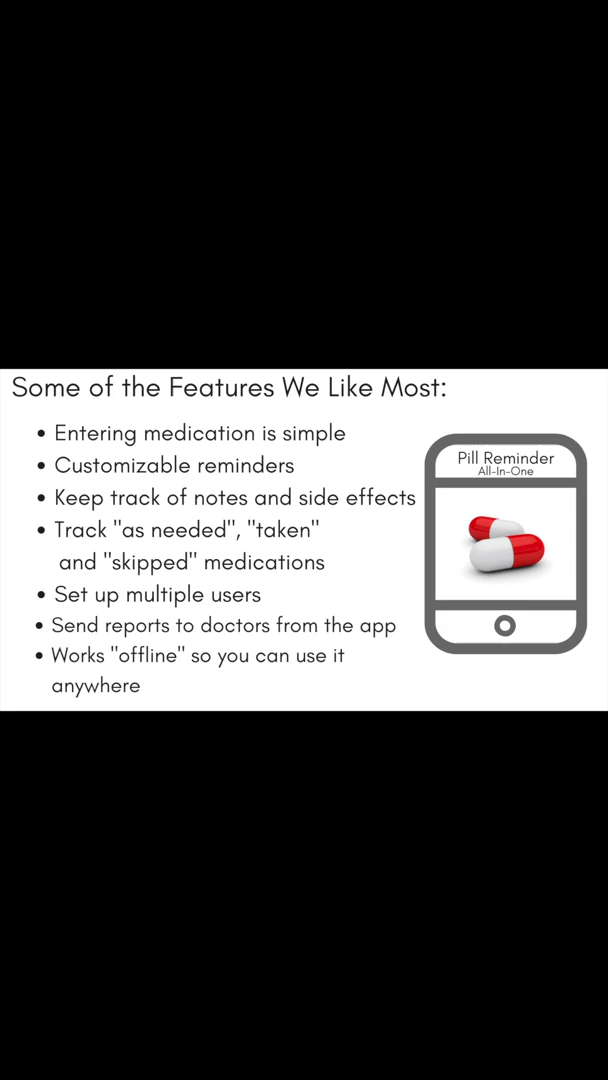 Some of the Features We Like Most:
• Entering medication is simple
• Customizable reminders
• Keep track of notes and side effects
• Track "as needed", "taken"
and "skipped" medications
• Set up multiple users
• Send reports to doctors from the app
• Works "offline" so you can use it
anywhere
Pill Reminder
All-In-One